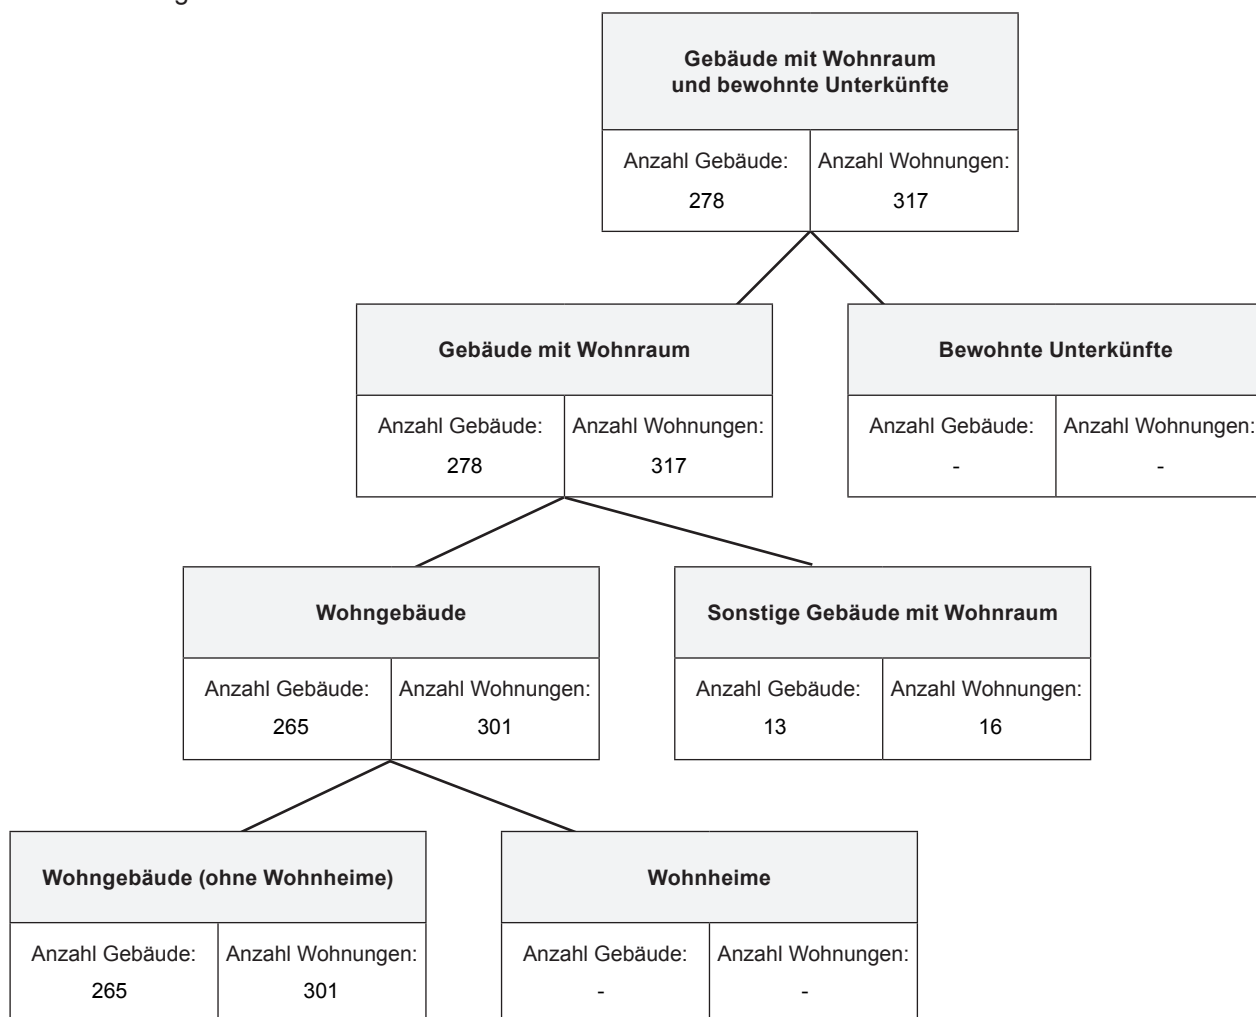 Gebäude mit Wohnraum
und bewohnte Unterkünfte
Anzahl Gebäude: Anzahl Wohnungen:
278 317
Gebäude mit Wohnraum
Bewohnte Unterkünfte
Anzahl Gebäude: Anzahl Wohnungen:
278 317
Anzahl Gebäude: Anzahl Wohnungen:
- -
Wohngebäude
Sonstige Gebäude mit Wohnraum
Anzahl Gebäude: Anzahl Wohnungen:
265 301
Anzahl Gebäude: Anzahl Wohnungen:
13 16
Wohngebäude (ohne Wohnheime)
Wohnheime
Anzahl Gebäude: Anzahl Wohnungen:
265 301
Anzahl Gebäude: Anzahl Wohnungen:
- -